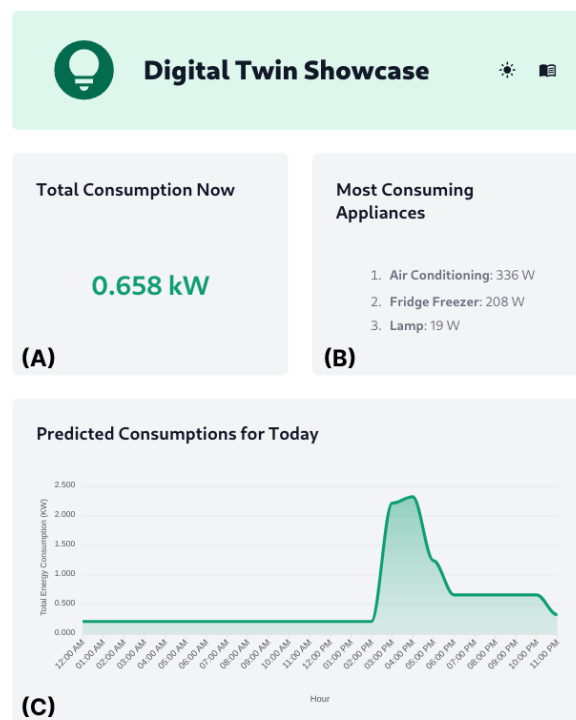 Digital Twin Showcase
Total Consumption Now
0.658 kW
(A)
Most Consuming
Appliances
1. Air Conditioning: 336 W
2. Fridge Freezer: 208 W
3. Lamp: 19 W
(B)
Predicted Consumptions for Today
Total Energy Consumption (KW)
2.500
2.000
1.500
1.000
0.500
0.000
12:00 AM
01:00 AM
02:00 AM
03:00 AM
04:00 AM
05:00 AM
06:00 AM
07:00 AM
08:00 AM
09:00 AM
10:00 AM
11:00 AM
12:00 PM
01:00 PM
02:00 PM
03:00 PM
04:00 PM
05:00 PM
06:00 PM
07:00 PM
08:00 PM
09:00 PM
10:00 PM
11:00 PM
Hour
(C)